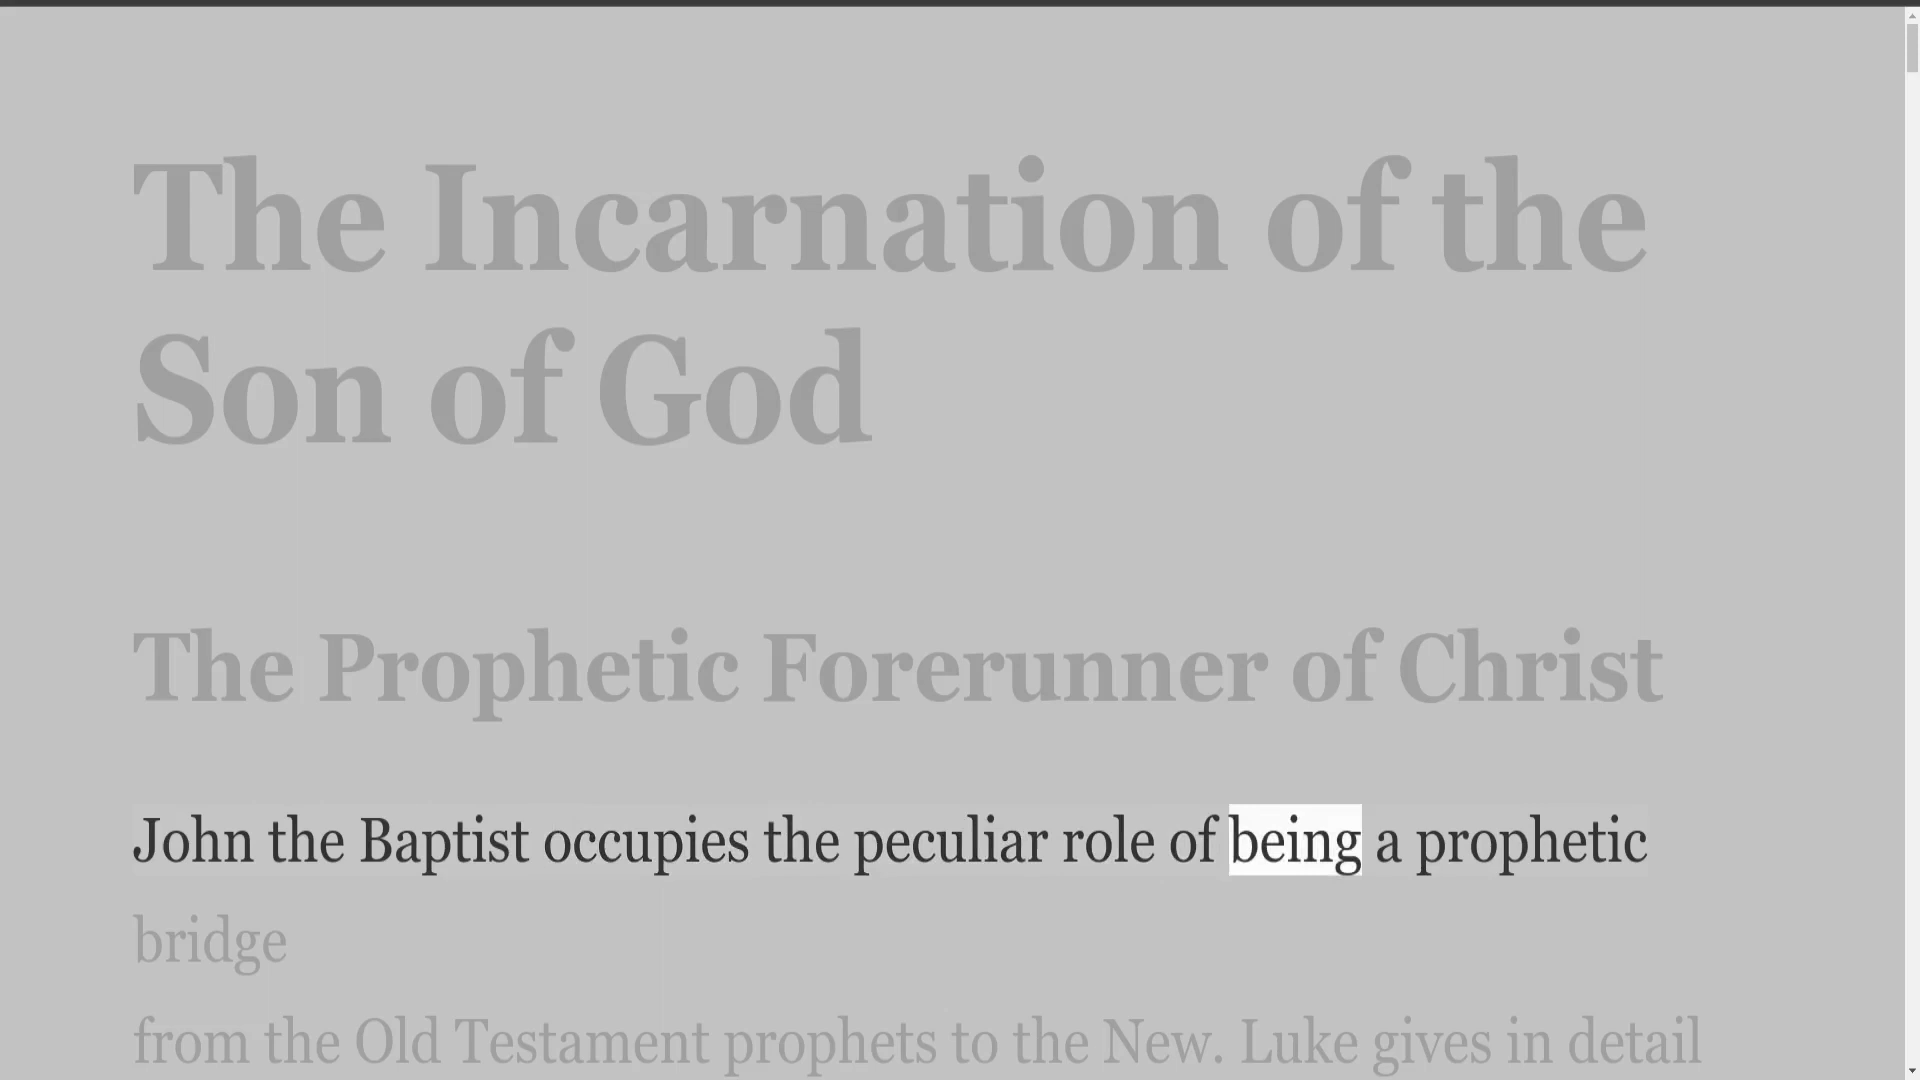 The Incarnation of the
Son of God
The Prophetic Forerunner of Christ
John the Baptist occupies the peculiar role of being a prophetic
bridge
from the Old Testament prophets to the New. Luke gives in detail